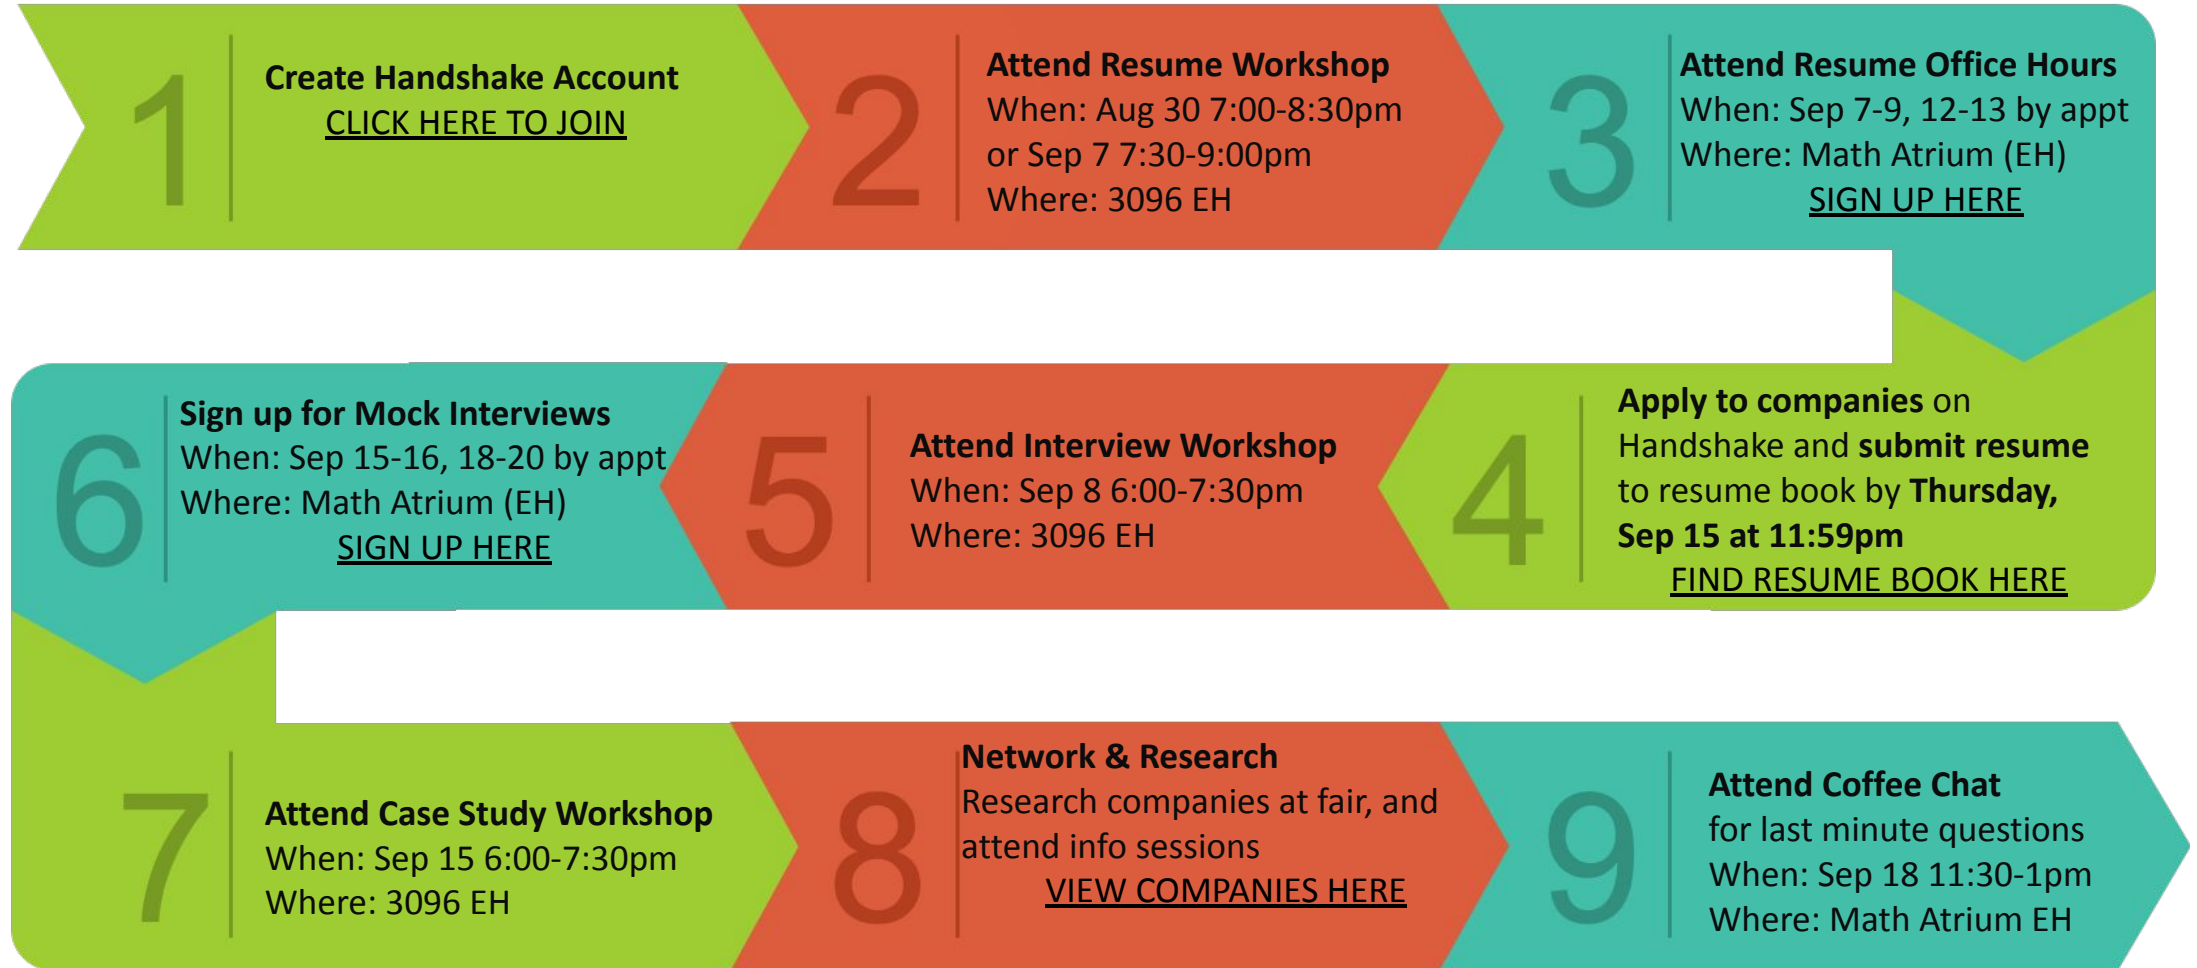 1
Create Handshake Account
CLICK HERE TO JOIN
2
Attend Resume Workshop
When: Aug 30 7:00-8:30pm
or Sep 7 7:30-9:00pm
Where: 3096 EH
3
Attend Resume Office Hours
When: Sep 7-9, 12-13 by appt
Where: Math Atrium (EH)
SIGN UP HERE
4
Apply to companies on
Handshake and submit resume
to resume book by Thursday,
Sep 15 at 11:59pm
FIND RESUME BOOK HERE
5
Attend Interview Workshop
When: Sep 8 6:00-7:30pm
Where: 3096 EH
6
Sign up for Mock Interviews
When: Sep 15-16, 18-20 by appt
Where: Math Atrium (EH)
SIGN UP HERE
7
Attend Case Study Workshop
When: Sep 15 6:00-7:30pm
Where: 3096 EH
8
Network & Research
Research companies at fair, and
attend info sessions
VIEW COMPANIES HERE
9
Attend Coffee Chat
for last minute questions
When: Sep 18 11:30-1pm
Where: Math Atrium EH